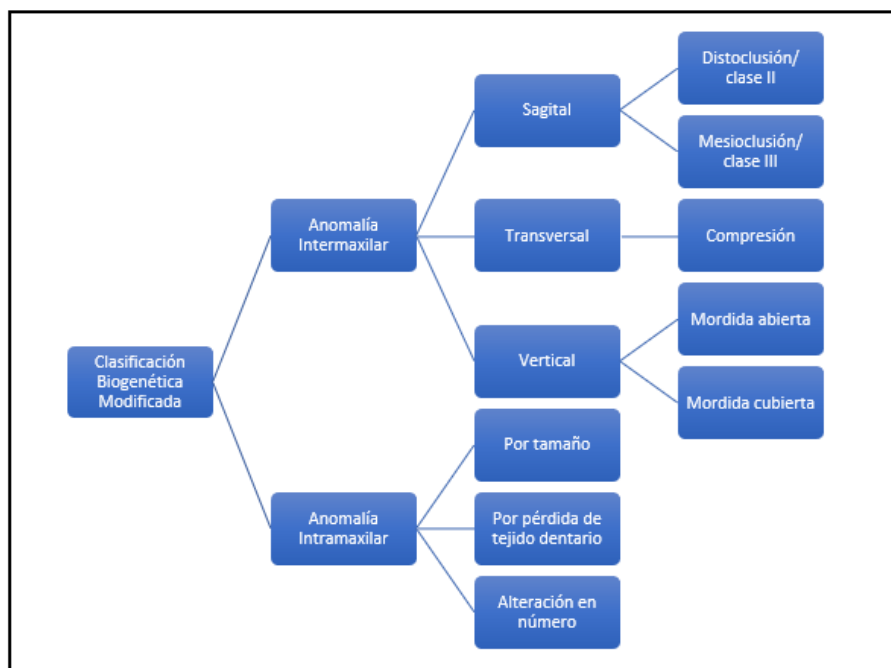 Clasificación
Biogenética
Modificada
Anomalía
Intermaxilar
Sagital
Distoclusión/
clase II
Mesioclusión/
clase III
Transversal
Compresión
Vertical
Mordida abierta
Mordida cubierta
Anomalía
Intramaxilar
Por tamaño
Por pérdida de
tejido dentario
Alteración en
número